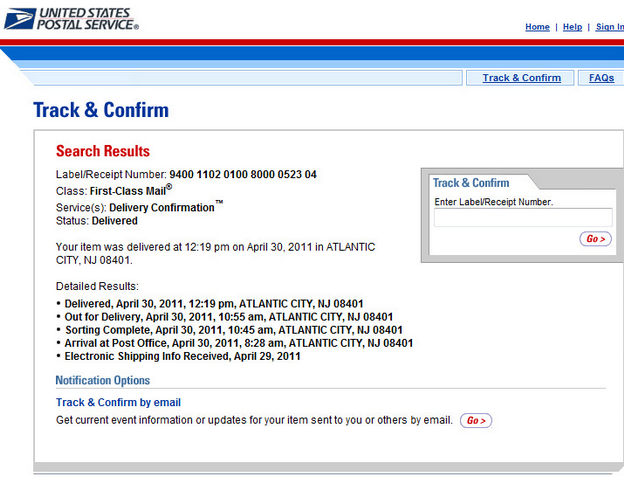 UNITED STATES
POSTAL SERVICE®
Home | Help | Sign In
Track & Confirm
FAQs
Track & Confirm
Search Results
Label/Receipt Number: 9400 1102 0100 8000 0523 04
Class: First-Class Mail®
Service(s): Delivery Confirmation™
Status: Delivered
Your item was delivered at 12:19 pm on April 30, 2011 in ATLANTIC
CITY, NJ 08401.
Detailed Results:
• Delivered, April 30, 2011, 12:19 pm, ATLANTIC CITY, NJ 08401
• Out for Delivery, April 30, 2011, 10:55 am, ATLANTIC CITY, NJ 08401
• Sorting Complete, April 30, 2011, 10:45 am, ATLANTIC CITY, NJ 08401
• Arrival at Post Office, April 30, 2011, 8:28 am, ATLANTIC CITY, NJ 08401
• Electronic Shipping Info Received, April 29, 2011
Notification Options
Track & Confirm by email
Get current event information or updates for your item sent to you or others by email. Go >
Track & Confirm
Enter Label/Receipt Number.
Go >